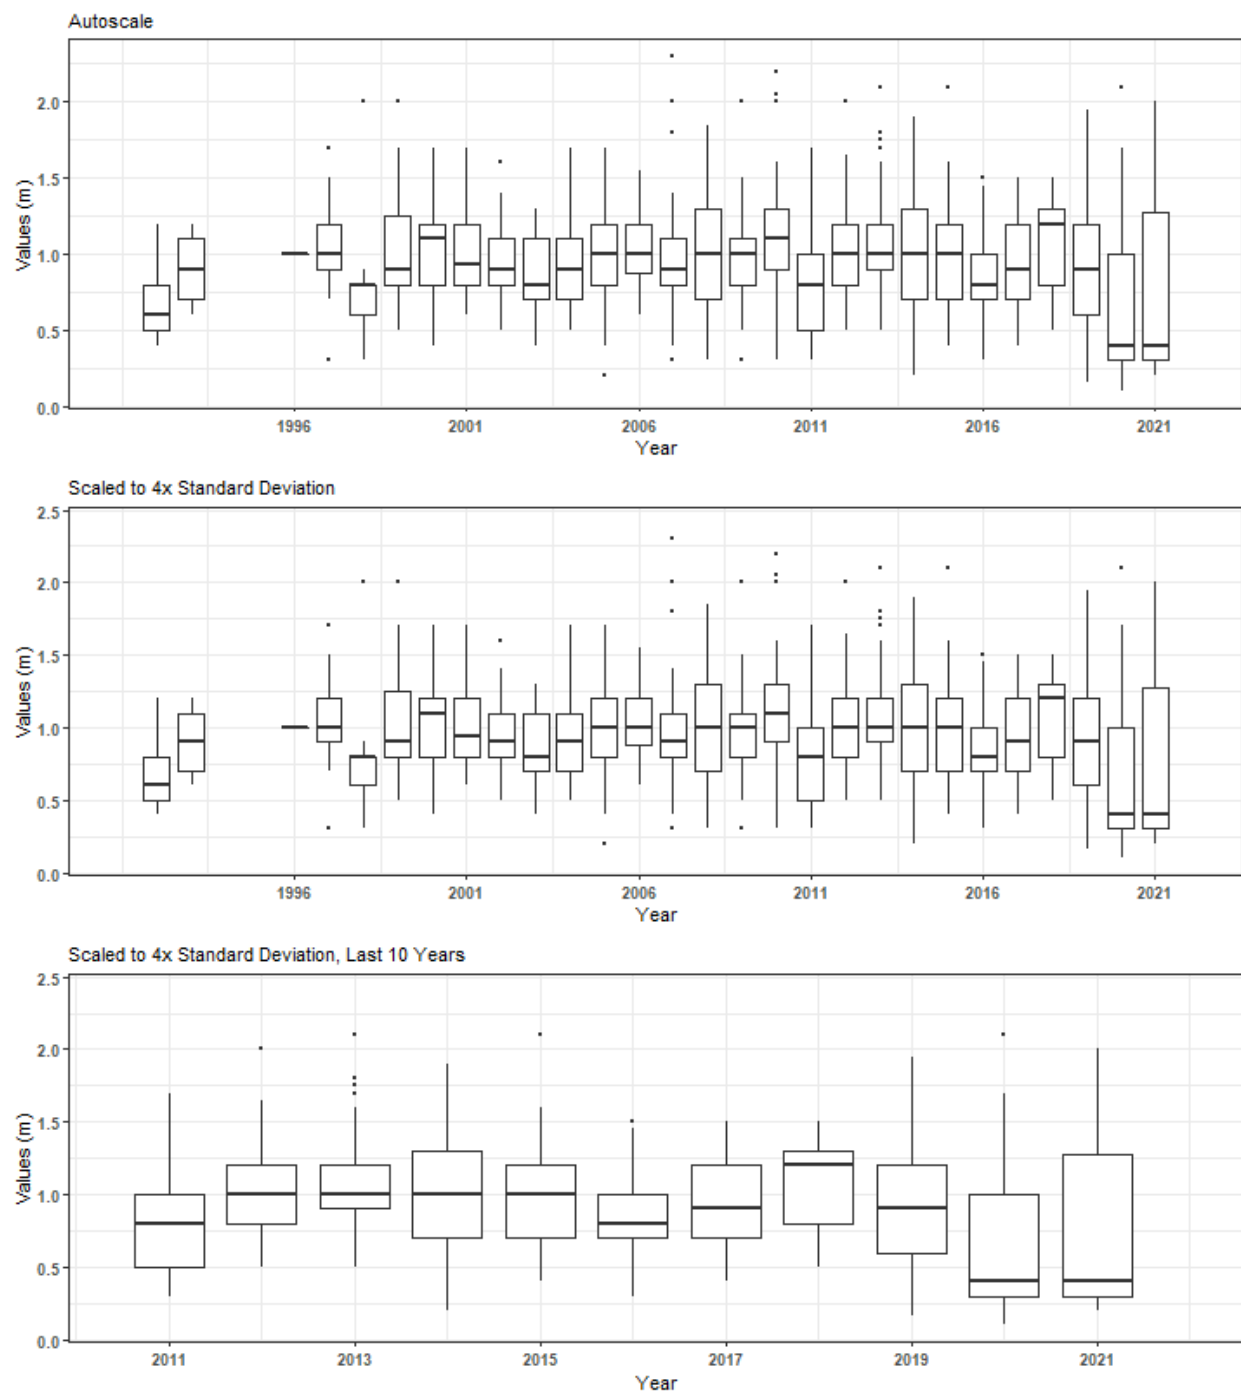 Autoscale
2.0
1.5
1.0
0.5
0.0
Values (m)
1996 2001 2006 2011 2016 2021
Year
Scaled to 4x Standard Deviation
2.5
2.0
1.5
1.0
0.5
0.0
Values (m)
1996 2001 2006 2011 2016 2021
Year
Scaled to 4x Standard Deviation, Last 10 Years
2.5
2.0
1.5
1.0
0.5
0.0
Values (m)
2011 2013 2015 2017 2019 2021
Year